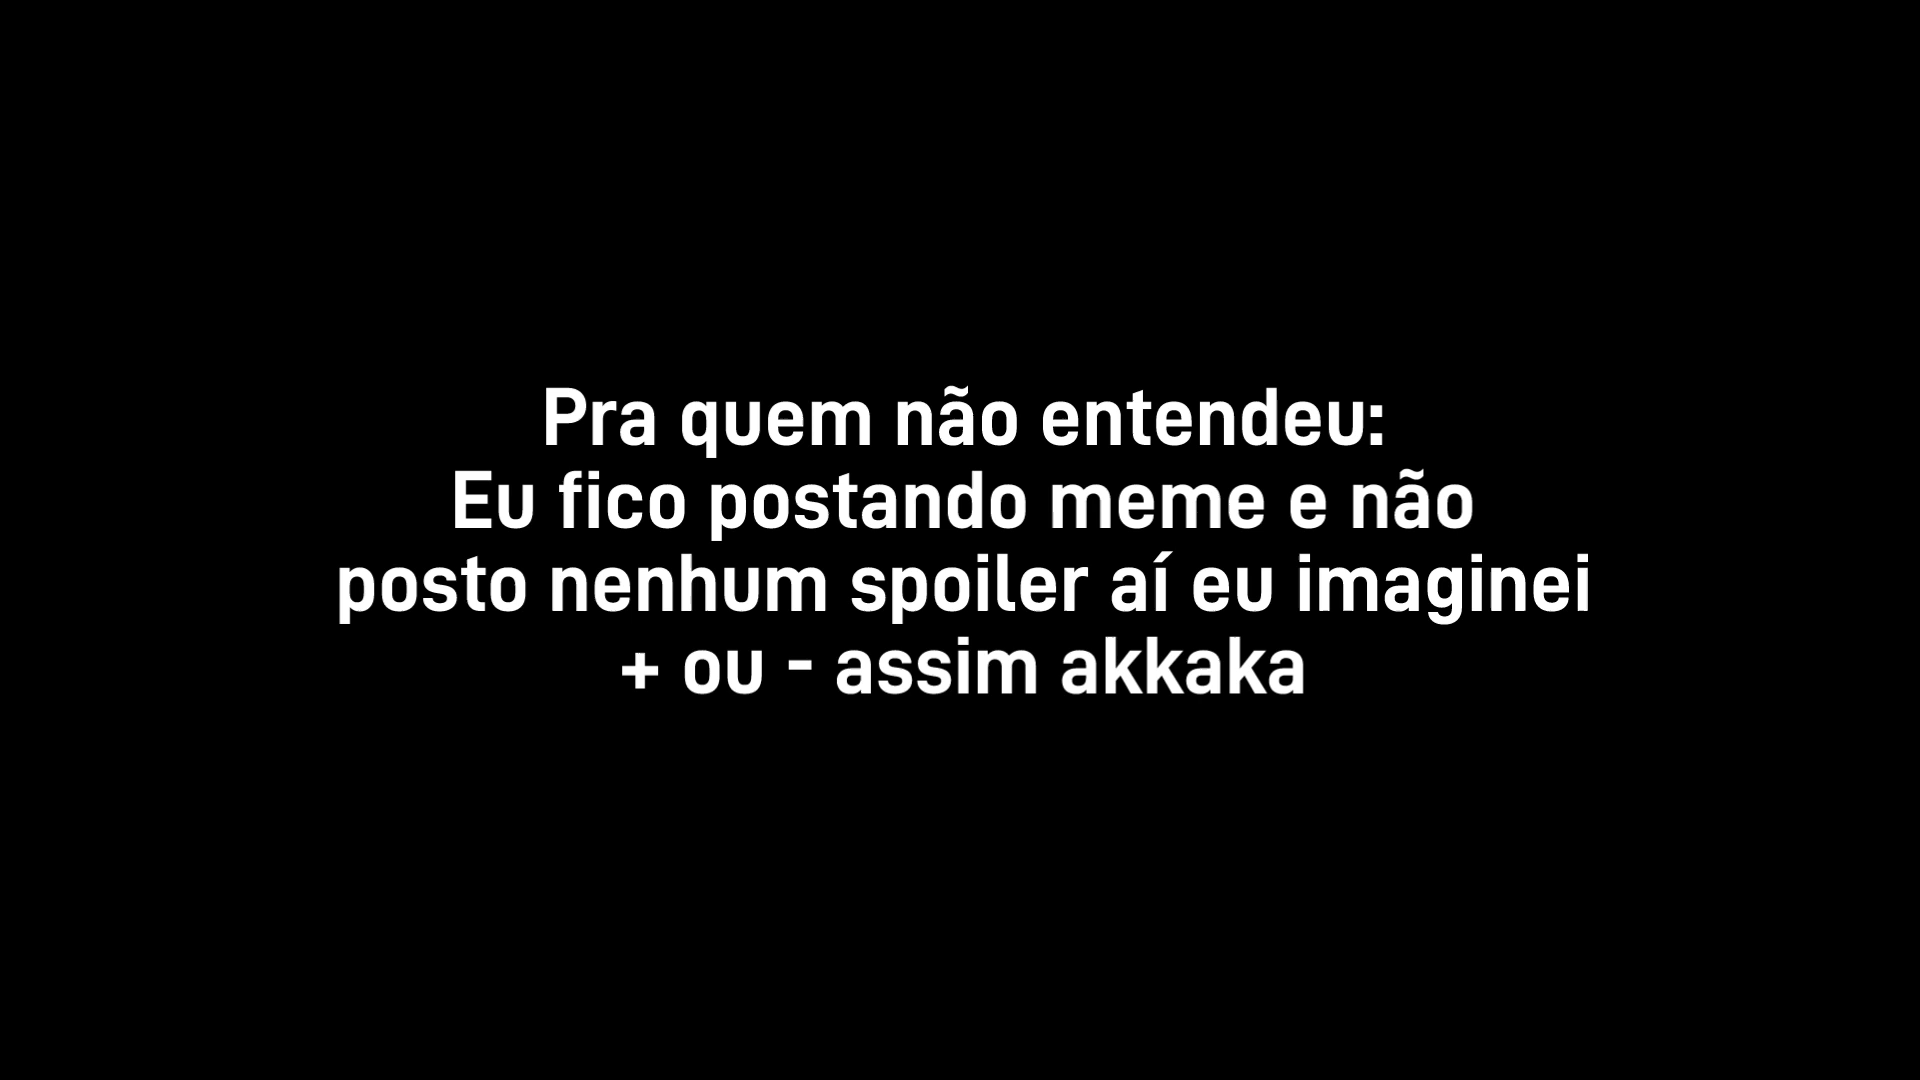 Pra quem não entendeu:
Eu fico postando meme e não
posto nenhum spoiler aí eu imaginei
+ ou - assim akkaka